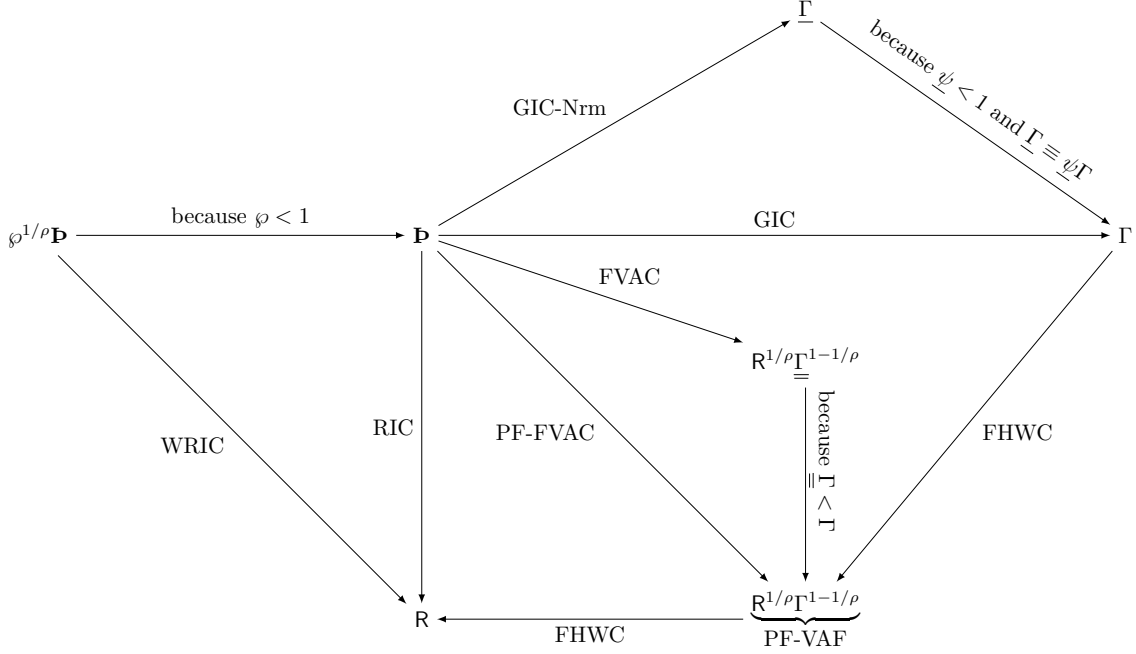 Γ
because ψ < 1 and Γ ≡ ψΓ
GIC-Nrm
℘^{1/ρ}Þ
because ℘ < 1
Þ
GIC
Γ
FVAC
R^{1/ρ}Γ^{1−1/ρ}
because Γ < Γ
WRIC
RIC
PF-FVAC
FHWC
R
FHWC
R^{1/ρ}Γ^{1−1/ρ}
PF-VAF